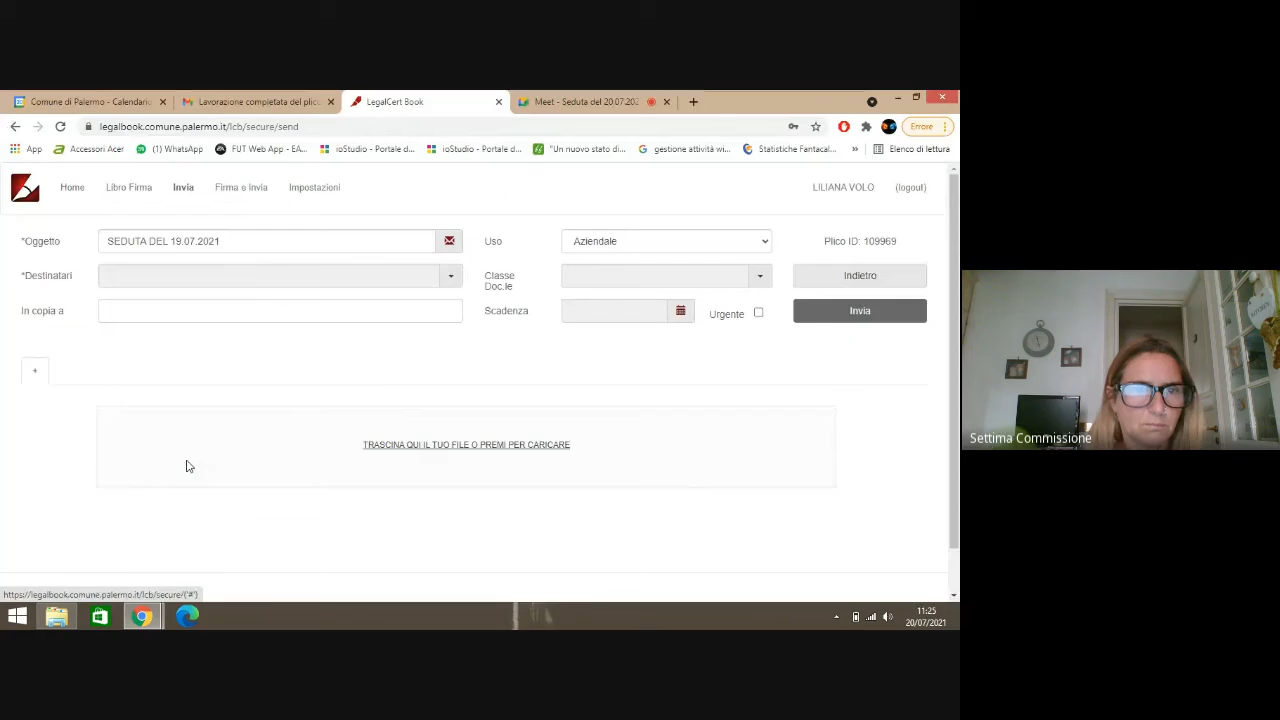 Comune di Palermo - Calendario
Lavorazione completata del plico
LegalCert Book
Meet - Seduta del 20.07.202
legalbook.comune.palermo.it/lcb/secure/send
Errore
App
Accessori Acer
(1) WhatsApp
FUT Web App - EA...
ioStudio - Portale d...
ioStudio - Portale d...
"Un nuovo stato di...
gestione attività wi...
Statistiche Fantacal...
»
Elenco di lettura
Home
Libro Firma
Invia
Firma e Invia
Impostazioni
LILIANA VOLO
(logout)
*Oggetto
SEDUTA DEL 19.07.2021
Uso
Aziendale
Plico ID: 109969
*Destinatari
Classe
Doc.le
Indietro
In copia a
Scadenza
Urgente
Invia
+
TRASCINA QUI IL TUO FILE O PREMI PER CARICARE
Settima Commissione
https://legalbook.comune.palermo.it/lcb/secure/{'#'}
11:25
20/07/2021